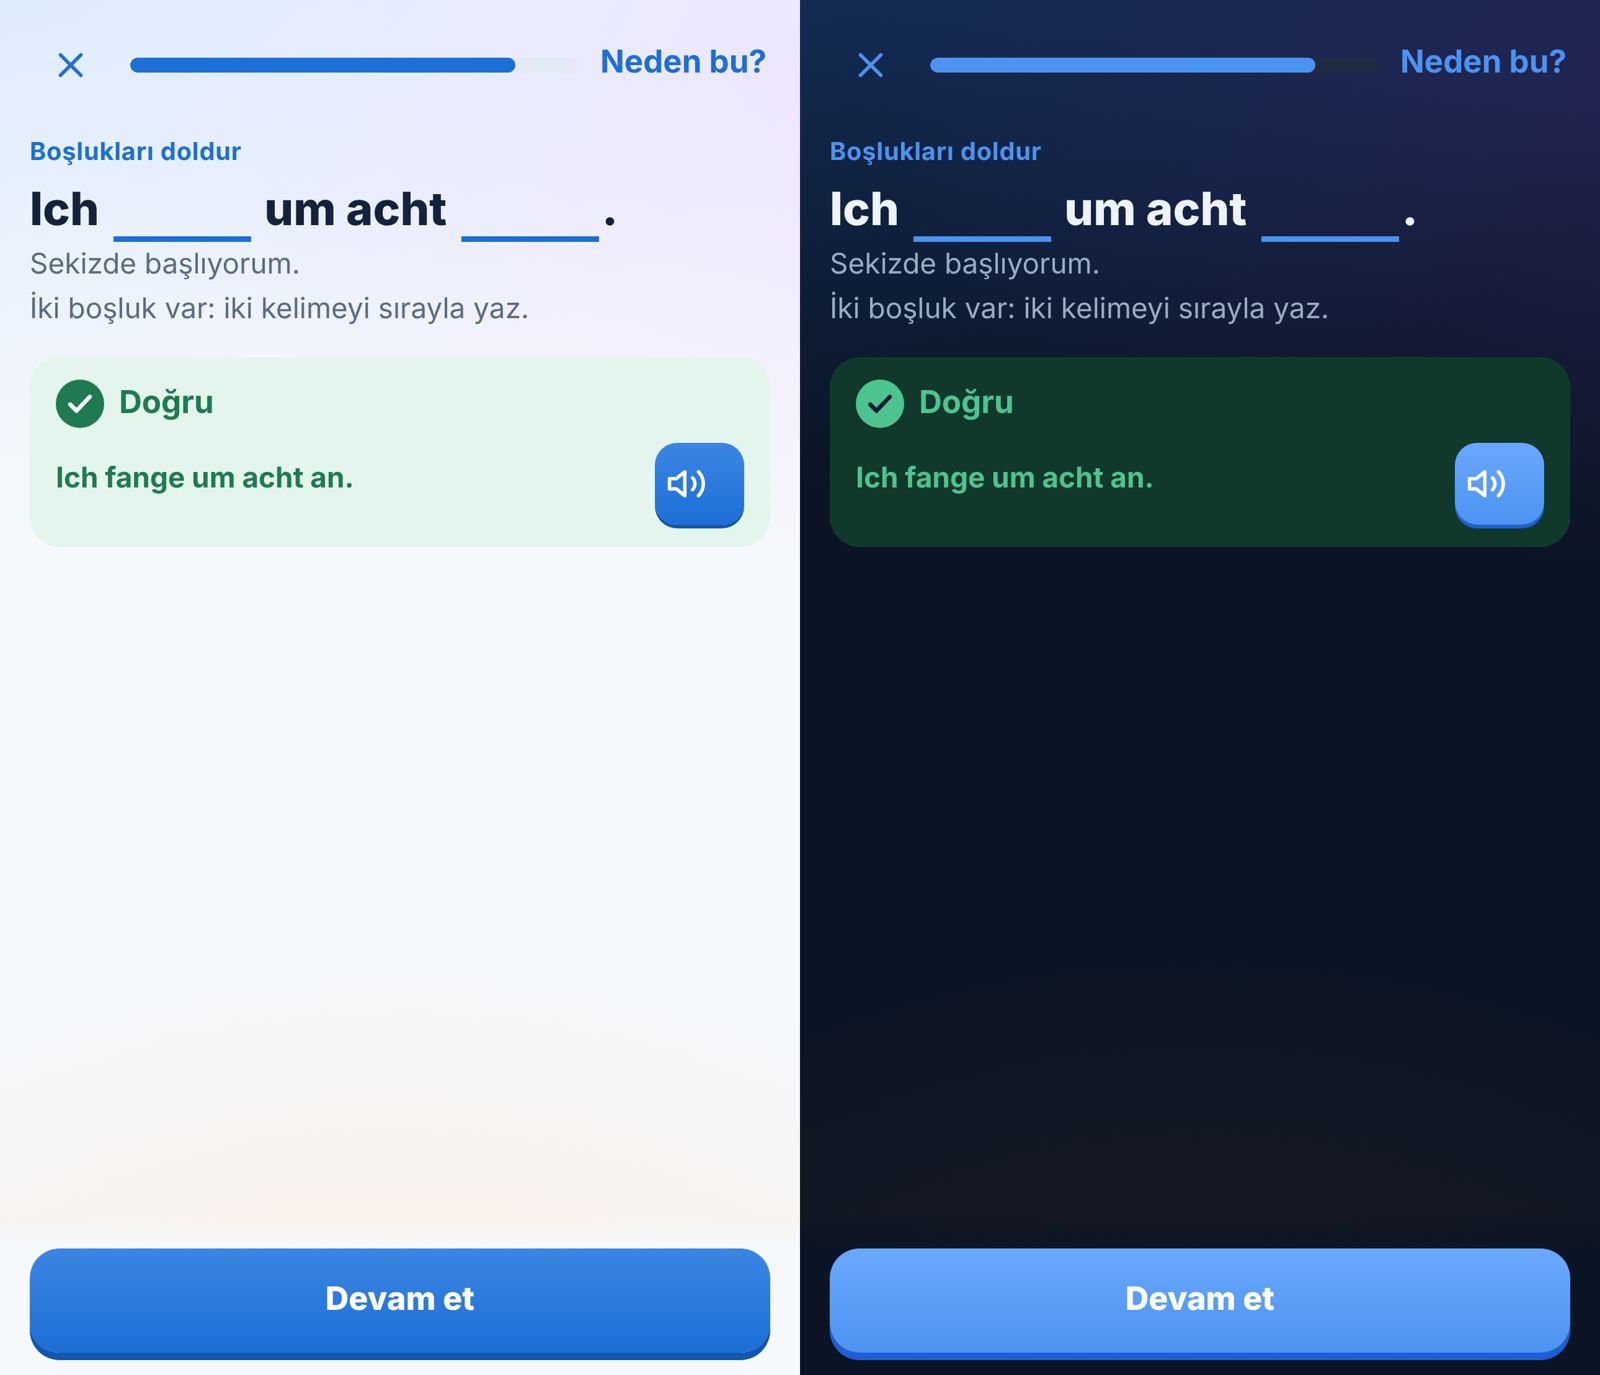 Neden bu?
Boşlukları doldur
Ich ______ um acht ______.
Sekizde başlıyorum.
İki boşluk var: iki kelimeyi sırayla yaz.
Doğru
Ich fange um acht an.
Devam et
Neden bu?
Boşlukları doldur
Ich ______ um acht ______.
Sekizde başlıyorum.
İki boşluk var: iki kelimeyi sırayla yaz.
Doğru
Ich fange um acht an.
Devam et